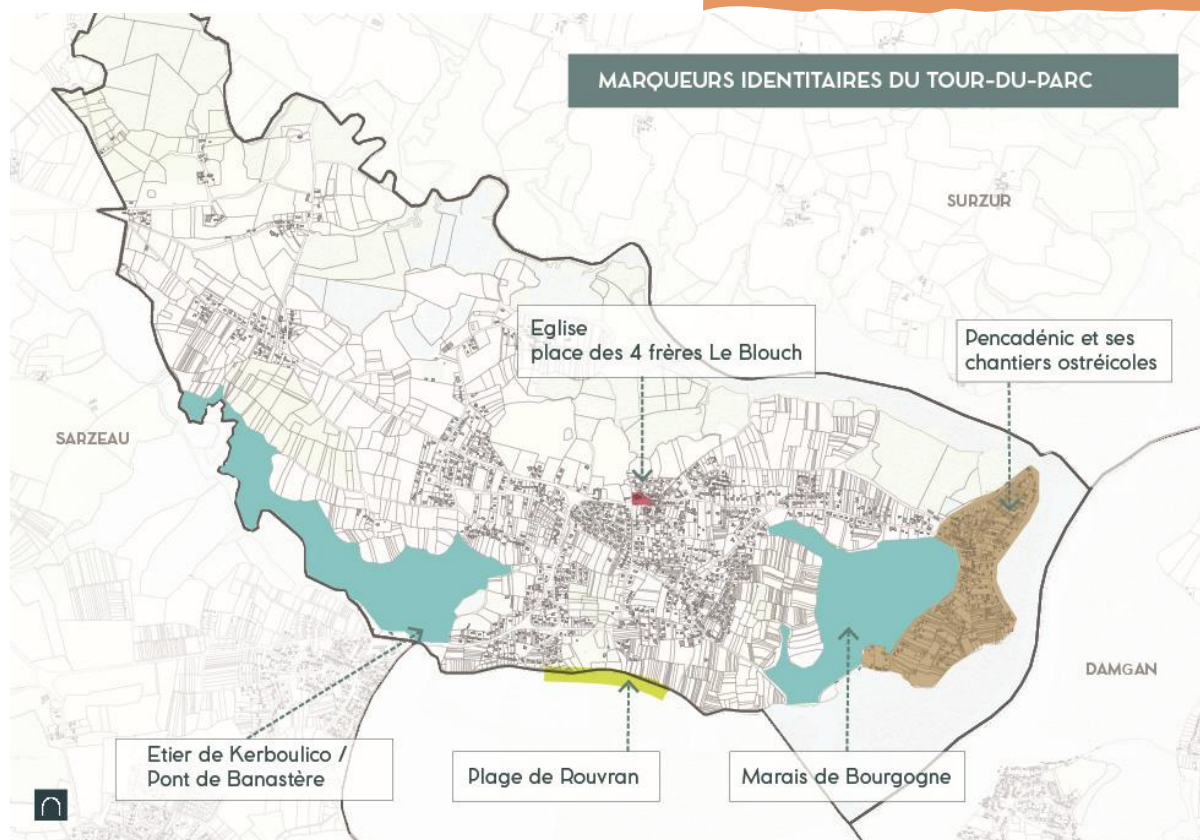 MARQUEURS IDENTITAIRES DU TOUR-DU-PARC
SURZUR
Eglise
place des 4 frères Le Blouch
Pencadénic et ses
chantiers ostréicoles
SARZEAU
DAMGAN
Etier de Kerboulico /
Pont de Banastère
Plage de Rouvran
Marais de Bourgogne